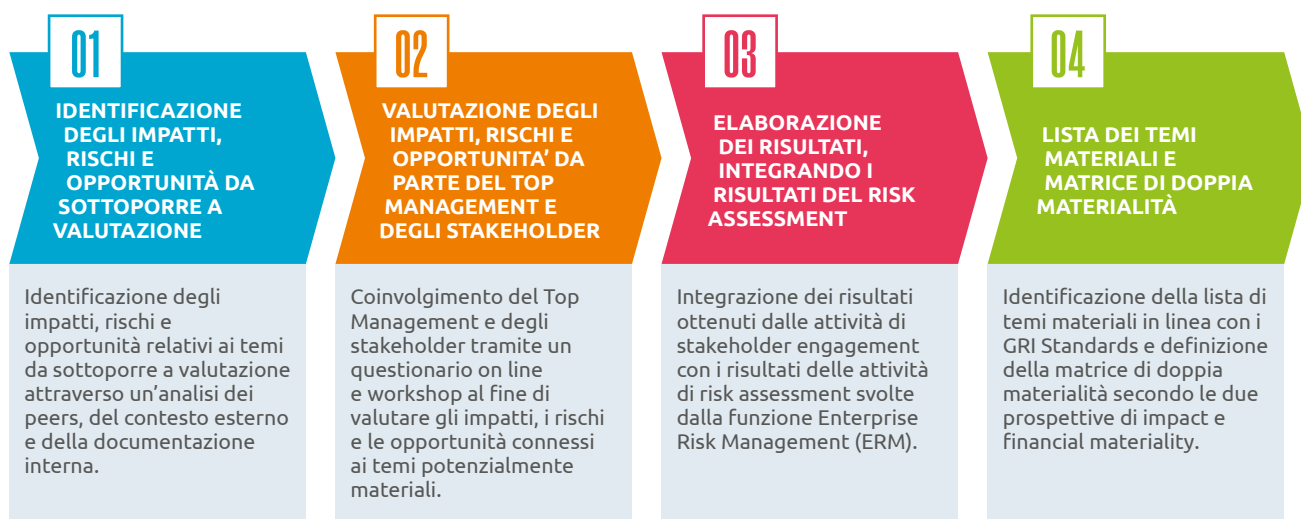 01
IDENTIFICAZIONE
DEGLI IMPATTI,
RISCHI E
OPPORTUNITÀ DA
SOTTOPORRE A
VALUTAZIONE
Identificazione degli
impatti, rischi e
opportunità relativi ai temi
da sottoporre a valutazione
attraverso un’analisi dei
peers, del contesto esterno
e della documentazione
interna.
02
VALUTAZIONE DEGLI
IMPATTI, RISCHI E
OPPORTUNITA’ DA
PARTE DEL TOP
MANAGEMENT E
DEGLI STAKEHOLDER
Coinvolgimento del Top
Management e degli
stakeholder tramite un
questionario on line
e workshop al fine di
valutare gli impatti, i rischi
e le opportunità connessi
ai temi potenzialmente
materiali.
03
ELABORAZIONE
DEI RISULTATI,
INTEGRANDO I
RISULTATI DEL RISK
ASSESSMENT
Integrazione dei risultati
ottenuti dalle attività di
stakeholder engagement
con i risultati delle attività
di risk assessment svolte
dalla funzione Enterprise
Risk Management (ERM).
04
LISTA DEI TEMI
MATERIALI E
MATRICE DI DOPPIA
MATERIALITÀ
Identificazione della lista di
temi materiali in linea con i
GRI Standards e definizione
della matrice di doppia
materialità secondo le due
prospettive di impact e
financial materiality.